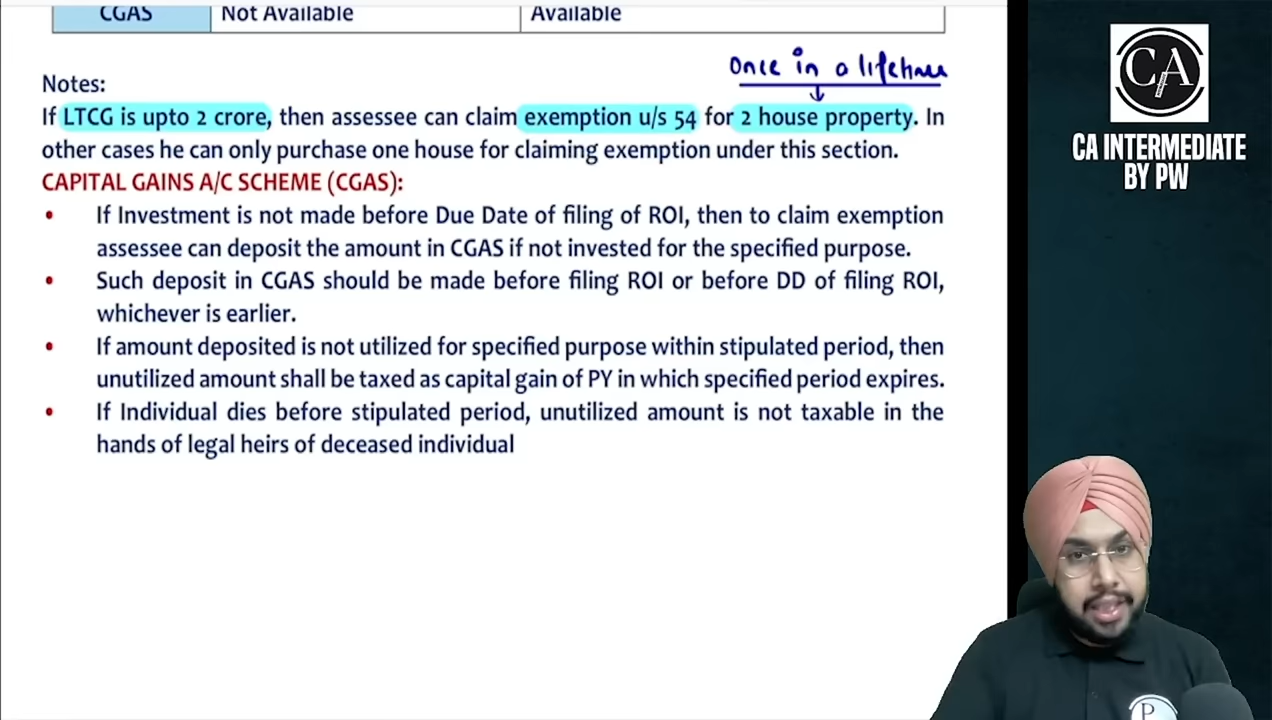 CGAS Not Available Available
Once in a lifetime
Notes:
If LTCG is upto 2 crore, then assessee can claim exemption u/s 54 for 2 house property. In
other cases he can only purchase one house for claiming exemption under this section.
CAPITAL GAINS A/C SCHEME (CGAS):
• If Investment is not made before Due Date of filing of ROI, then to claim exemption
assessee can deposit the amount in CGAS if not invested for the specified purpose.
• Such deposit in CGAS should be made before filing ROI or before DD of filing ROI,
whichever is earlier.
• If amount deposited is not utilized for specified purpose within stipulated period, then
unutilized amount shall be taxed as capital gain of PY in which specified period expires.
• If Individual dies before stipulated period, unutilized amount is not taxable in the
hands of legal heirs of deceased individual
CA
CA INTERMEDIATE
BY PW
P